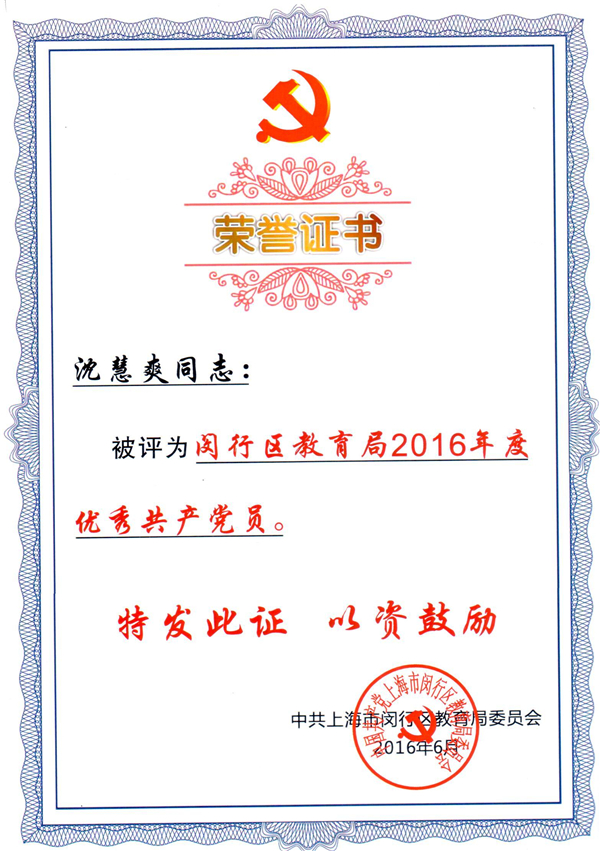 荣誉证书
沈慧爽同志：
被评为闵行区教育局2016年度
优秀共产党员。
特发此证 以资鼓励
中共上海市闵行区教育局委员会
2016年6月
中国共产党上海市闵行区教育局委员会